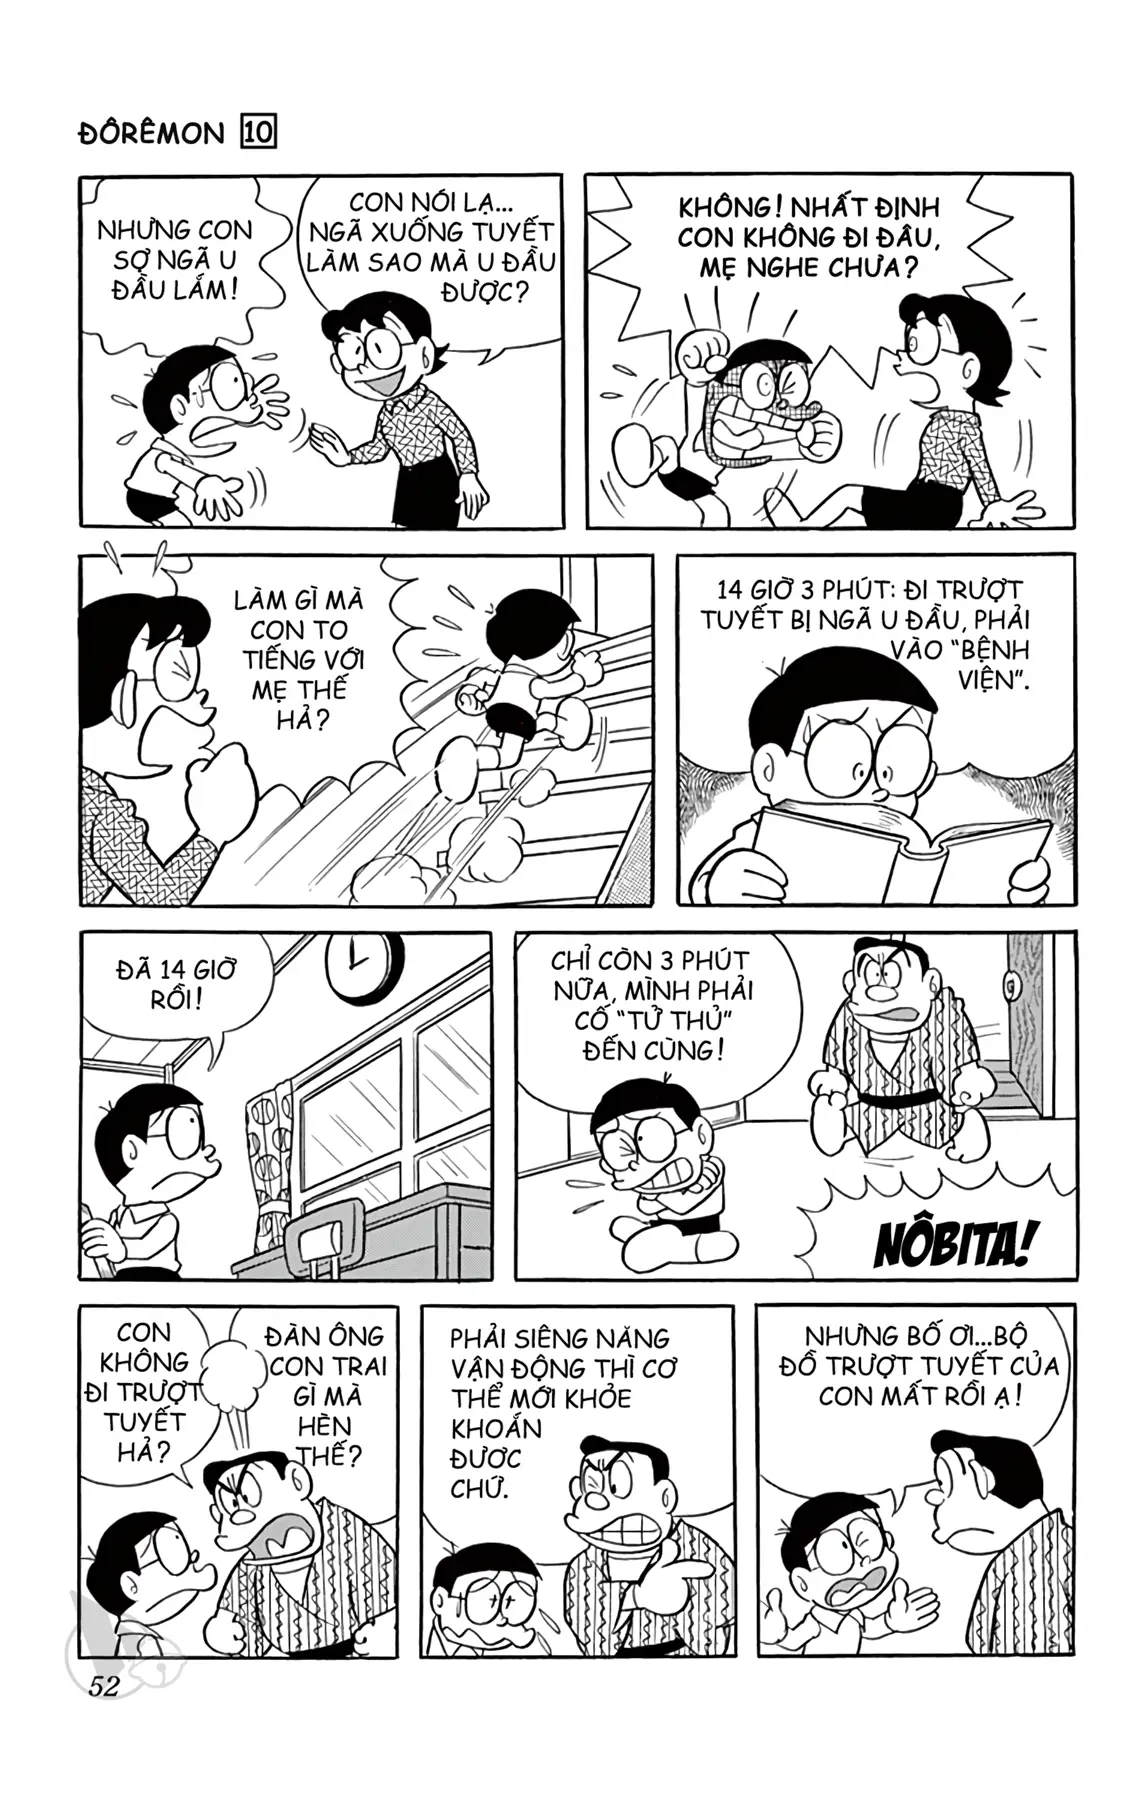 ĐÔRÊMON 10
NHƯNG CON
SỢ NGÃ U
ĐẦU LẮM!
CON NÓI LẠ...
NGÃ XUỐNG TUYẾT
LÀM SAO MÀ U ĐẦU
ĐƯỢC?
KHÔNG! NHẤT ĐỊNH
CON KHÔNG ĐI ĐÂU,
MẸ NGHE CHƯA?
LÀM GÌ MÀ
CON TO
TIẾNG VỚI
MẸ THẾ
HẢ?
14 GIỜ 3 PHÚT: ĐI TRƯỢT
TUYẾT BỊ NGÃ U ĐẦU, PHẢI
VÀO "BỆNH
VIỆN".
ĐÃ 14 GIỜ
RỒI!
CHỈ CÒN 3 PHÚT
NỮA, MÌNH PHẢI
CỐ "TỬ THỦ"
ĐẾN CÙNG!
NÔBITA!
CON
KHÔNG
ĐI TRƯỢT
TUYẾT
HẢ?
ĐÀN ÔNG
CON TRAI
GÌ MÀ
HÈN
THẾ?
PHẢI SIÊNG NĂNG
VẬN ĐỘNG THÌ CƠ
THỂ MỚI KHỎE
KHOẮN
ĐƯƠC
CHỨ.
NHƯNG BỐ ƠI...BỘ
ĐỒ TRƯỢT TUYẾT CỦA
CON MẤT RỒI Ạ!
52